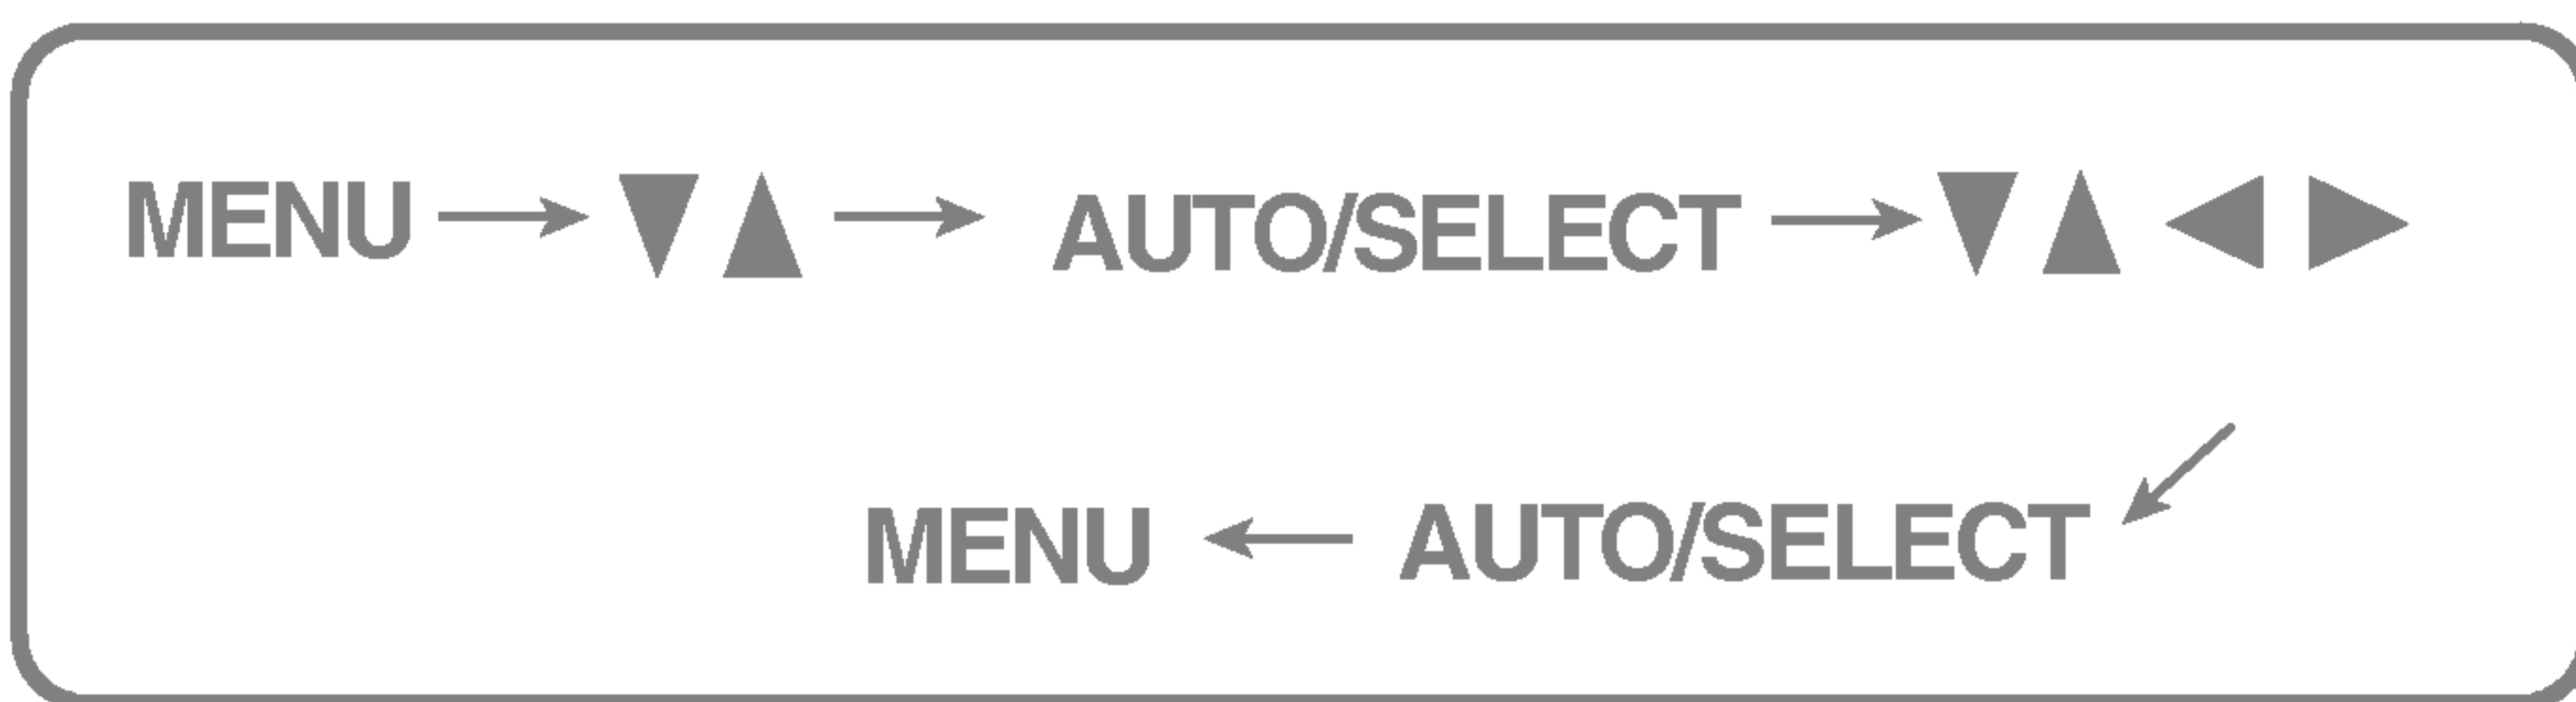 MENU → ▼ ▲ → AUTO/SELECT → ▼ ▲ ◀ ▶
MENU ← AUTO/SELECT